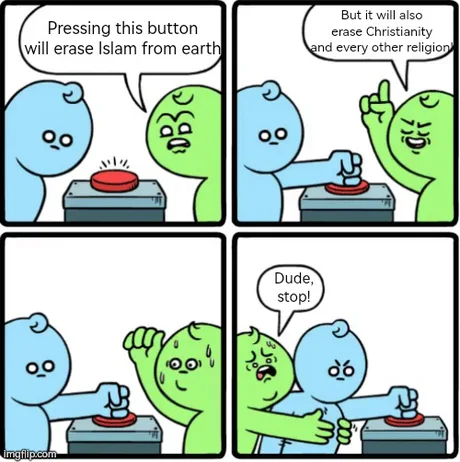 Pressing this button
will erase Islam from earth
But it will also
erase Christianity
and every other religion!
Dude,
stop!
imgflip.com